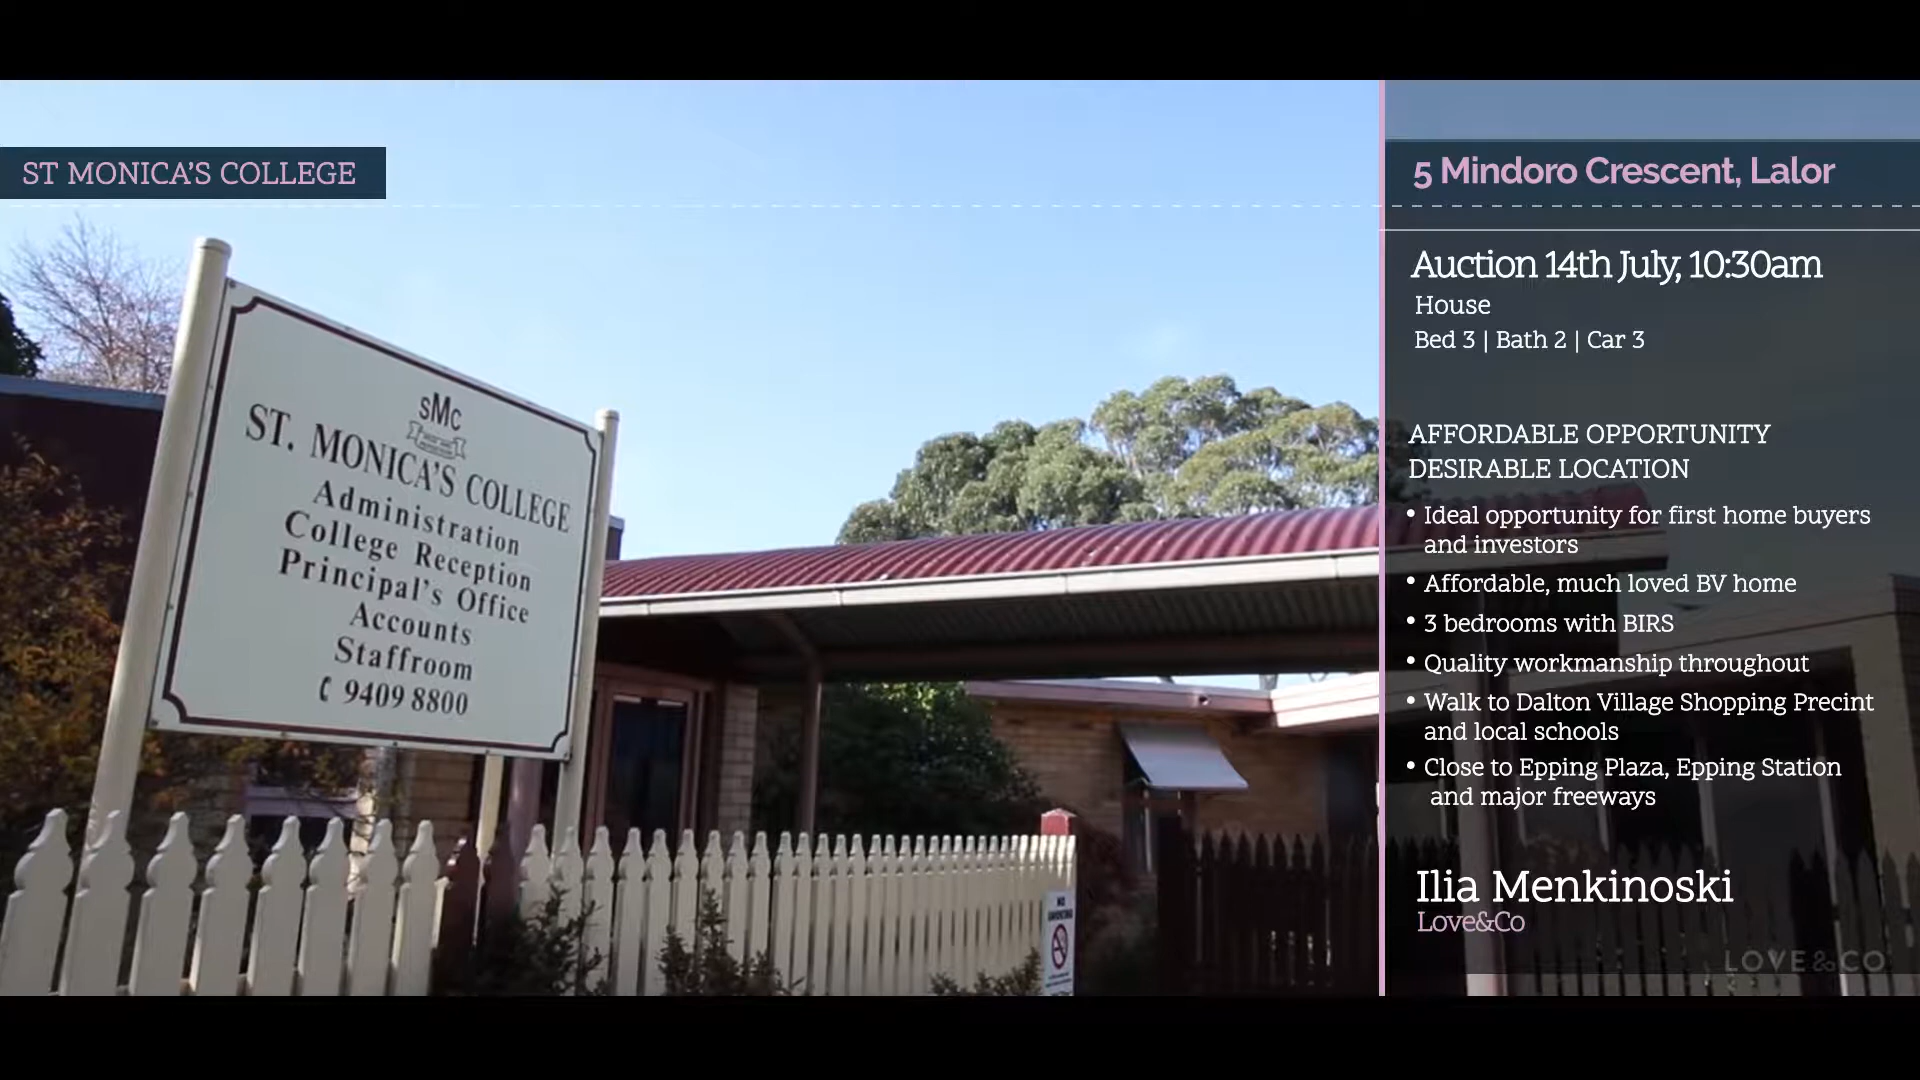 ST MONICA'S COLLEGE
SMC
ST. MONICA'S COLLEGE
Administration
College Reception
Principal's Office
Accounts
Staffroom
9409 8800
NO
SMOKING
5 Mindoro Crescent, Lalor
Auction 14th July, 10:30am
House
Bed 3 | Bath 2 | Car 3
AFFORDABLE OPPORTUNITY
DESIRABLE LOCATION
• Ideal opportunity for first home buyers
and investors
• Affordable, much loved BV home
• 3 bedrooms with BIRS
• Quality workmanship throughout
• Walk to Dalton Village Shopping Precint
and local schools
• Close to Epping Plaza, Epping Station
and major freeways
Ilia Menkinoski
Love&Co
LOVE&CO